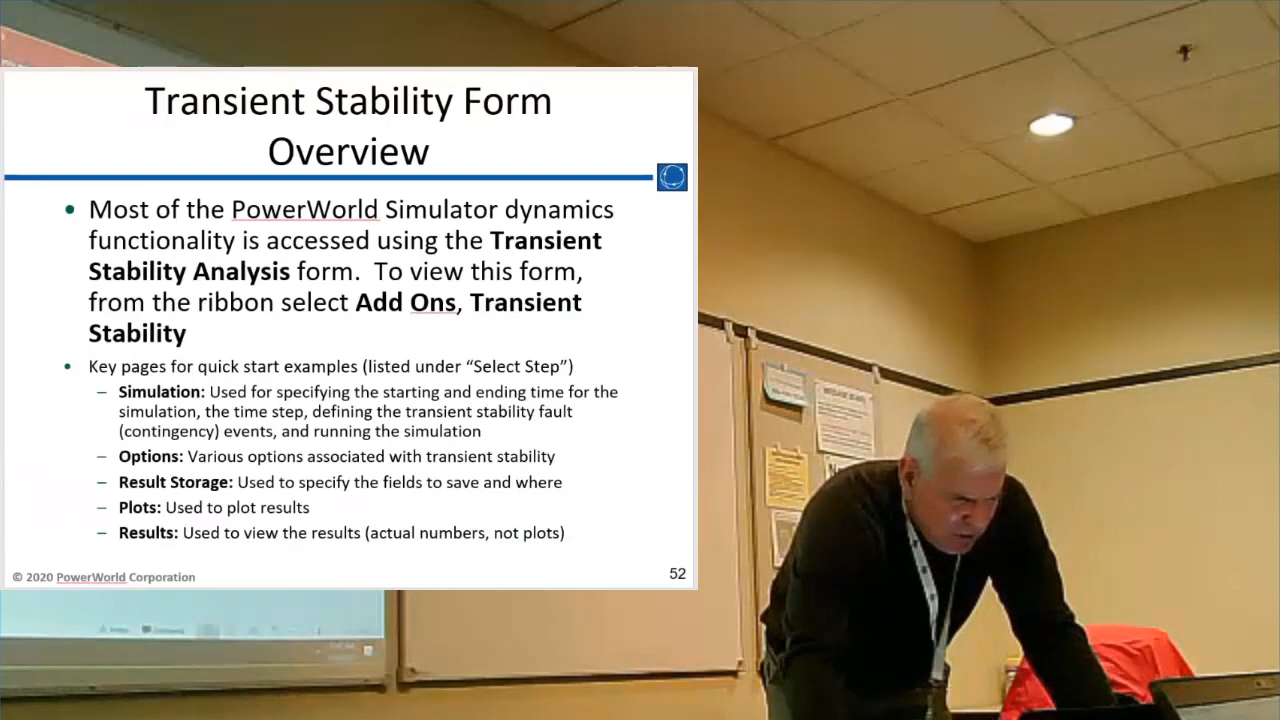 Transient Stability Form
Overview
• Most of the PowerWorld Simulator dynamics
functionality is accessed using the Transient
Stability Analysis form. To view this form,
from the ribbon select Add Ons, Transient
Stability
• Key pages for quick start examples (listed under “Select Step”)
– Simulation: Used for specifying the starting and ending time for the
simulation, the time step, defining the transient stability fault
(contingency) events, and running the simulation
– Options: Various options associated with transient stability
– Result Storage: Used to specify the fields to save and where
– Plots: Used to plot results
– Results: Used to view the results (actual numbers, not plots)
© 2020 PowerWorld Corporation
52